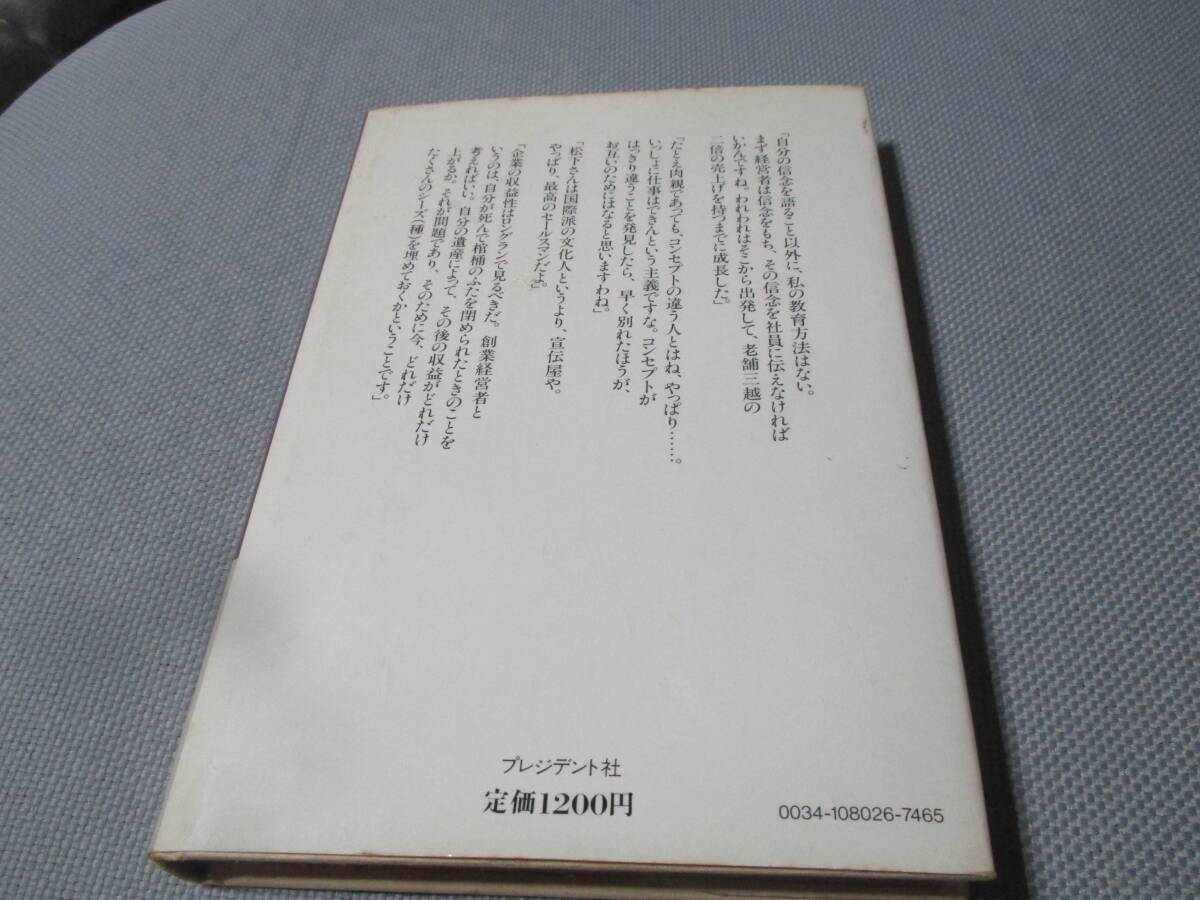 「自分の信念を語ること以外に、私の教育方法はない。
まず経営者は信念をもち、その信念を社員に伝えなければ
いかんですね。われわれはそこから出発して、老舗三越の
二倍の売上げを持つまでに成長した」
「たとえ肉親であっても、コンセプトの違う人とはね、やっぱり……。
いっしょに仕事はできんという主義ですな。コンセプトが
はっきり違うことを発見したら、早く別れたほうが、
お互いのためにはなると思いますわね。
「松下さんは国際派の文化人というより、宣伝屋や。
やっぱり、最高のセールスマンだよ」
「企業の収益性はロングランで見るべきだ。創業経営者と
いうのは、自分が死んで棺桶のふたを閉められたときのことを
考えればいい。自分の遺産によって、その後の収益がどれだけ
上がるか。それが問題であり、そのために今、どれだけ
たくさんのシーズ(種)を埋めておくかということです」。
プレジデント社
定価1200円
0034-108026-7465